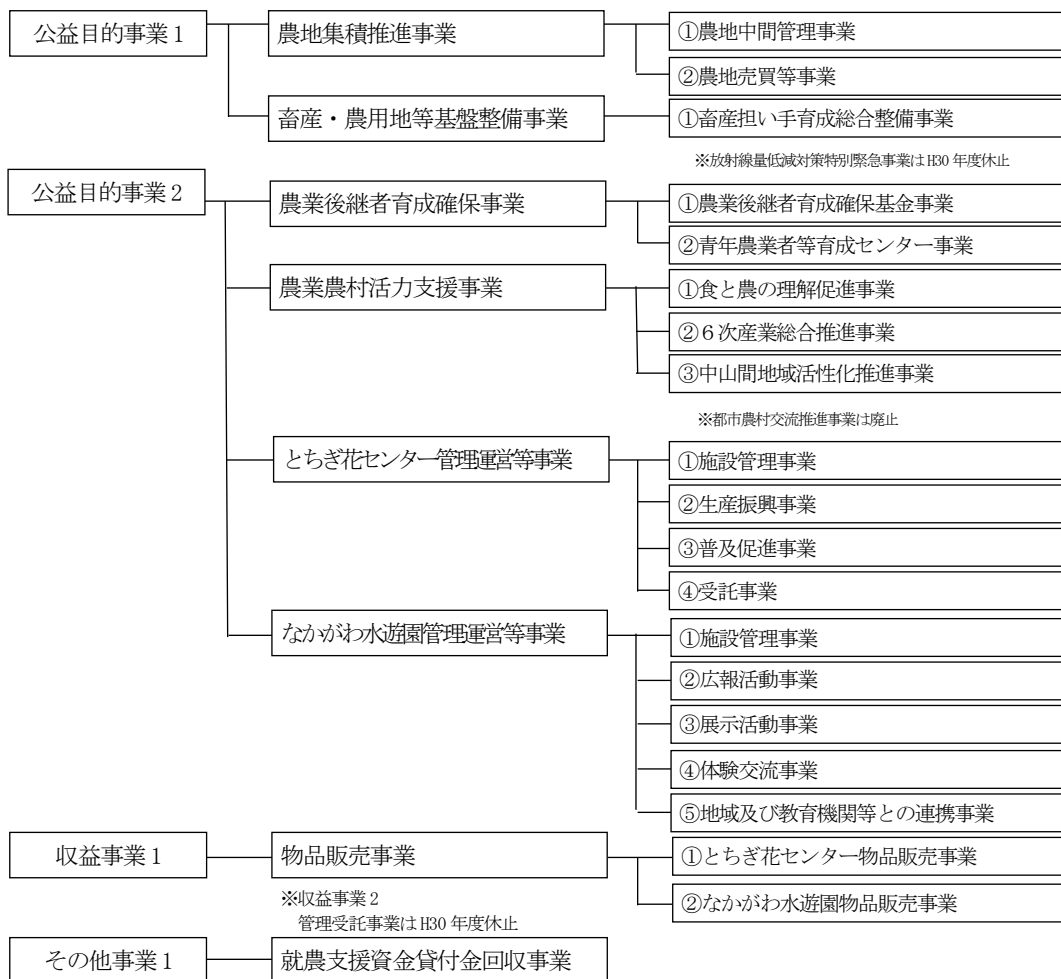 公益目的事業1
農地集積推進事業
①農地中間管理事業
②農地売買等事業
畜産・農用地等基盤整備事業
①畜産担い手育成総合整備事業
※放射線量低減対策特別緊急事業はH30年度休止
公益目的事業2
農業後継者育成確保事業
①農業後継者育成確保基金事業
②青年農業者等育成センター事業
農業農村活力支援事業
①食と農の理解促進事業
②6次産業総合推進事業
③中山間地域活性化推進事業
※都市農村交流推進事業は廃止
とちぎ花センター管理運営等事業
①施設管理事業
②生産振興事業
③普及促進事業
④受託事業
なかがわ水遊園管理運営等事業
①施設管理事業
②広報活動事業
③展示活動事業
④体験交流事業
⑤地域及び教育機関等との連携事業
収益事業1
物品販売事業
①とちぎ花センター物品販売事業
②なかがわ水遊園物品販売事業
※収益事業2
管理受託事業はH30年度休止
その他事業1
就農支援資金貸付金回収事業